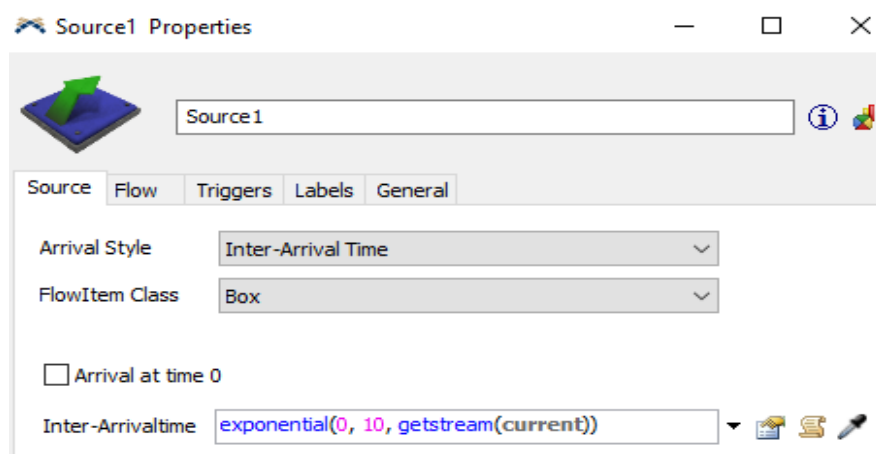 Source1 Properties
Source1
Source Flow Triggers Labels General
Arrival Style Inter-Arrival Time
FlowItem Class Box
Arrival at time 0
Inter-Arrivaltime exponential(0, 10, getstream(current))